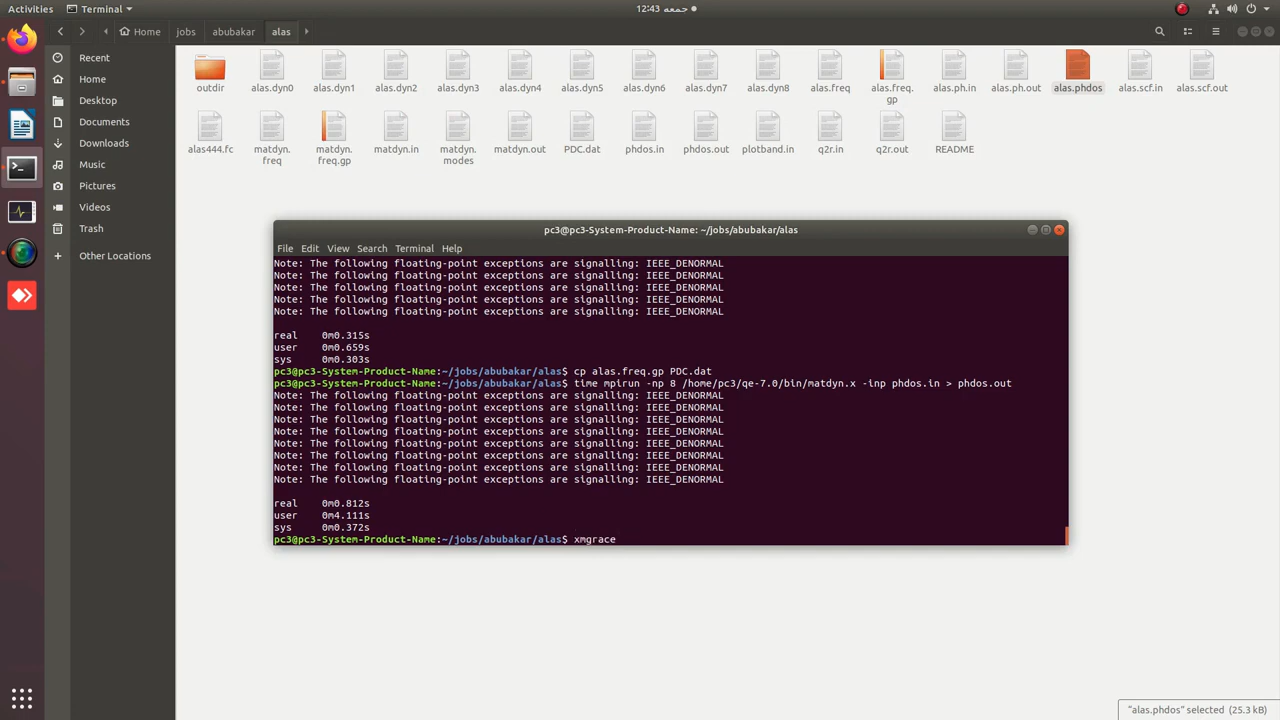 Activities
Terminal
جمعه 12:43
Home
jobs
abubakar
alas
Recent
Home
Desktop
Documents
Downloads
Music
Pictures
Videos
Trash
Other Locations
outdir
alas.dyn0
alas.dyn1
alas.dyn2
alas.dyn3
alas.dyn4
alas.dyn5
alas.dyn6
alas.dyn7
alas.dyn8
alas.freq
alas.freq.
gp
alas.ph.in
alas.ph.out
alas.phdos
alas.scf.in
alas.scf.out
alas444.fc
matdyn.
freq
matdyn.
freq.gp
matdyn.in
matdyn.
modes
matdyn.out
PDC.dat
phdos.in
phdos.out
plotband.in
q2r.in
q2r.out
README
pc3@pc3-System-Product-Name: ~/jobs/abubakar/alas
File Edit View Search Terminal Help
Note: The following floating-point exceptions are signalling: IEEE_DENORMAL
Note: The following floating-point exceptions are signalling: IEEE_DENORMAL
Note: The following floating-point exceptions are signalling: IEEE_DENORMAL
Note: The following floating-point exceptions are signalling: IEEE_DENORMAL
Note: The following floating-point exceptions are signalling: IEEE_DENORMAL
real 0m0.315s
user 0m0.659s
sys 0m0.303s
pc3@pc3-System-Product-Name:~/jobs/abubakar/alas$ cp alas.freq.gp PDC.dat
pc3@pc3-System-Product-Name:~/jobs/abubakar/alas$ time mpirun -np 8 /home/pc3/qe-7.0/bin/matdyn.x -inp phdos.in > phdos.out
Note: The following floating-point exceptions are signalling: IEEE_DENORMAL
Note: The following floating-point exceptions are signalling: IEEE_DENORMAL
Note: The following floating-point exceptions are signalling: IEEE_DENORMAL
Note: The following floating-point exceptions are signalling: IEEE_DENORMAL
Note: The following floating-point exceptions are signalling: IEEE_DENORMAL
Note: The following floating-point exceptions are signalling: IEEE_DENORMAL
Note: The following floating-point exceptions are signalling: IEEE_DENORMAL
Note: The following floating-point exceptions are signalling: IEEE_DENORMAL
real 0m0.812s
user 0m4.111s
sys 0m0.372s
pc3@pc3-System-Product-Name:~/jobs/abubakar/alas$ xmgrace
"alas.phdos" selected (25.3 kB)